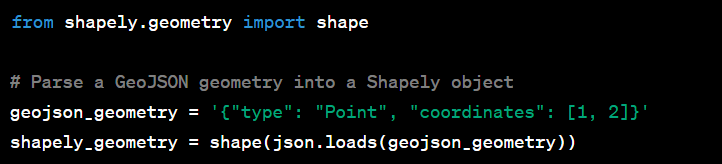 from shapely.geometry import shape
# Parse a GeoJSON geometry into a Shapely object
geojson_geometry = '{"type": "Point", "coordinates": [1, 2]}'
shapely_geometry = shape(json.loads(geojson_geometry))